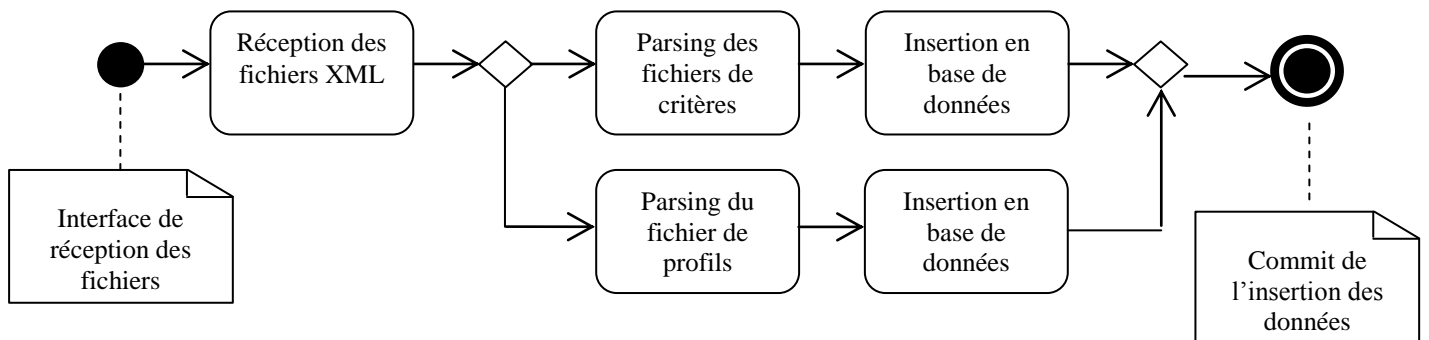 Réception des
fichiers XML
Parsing des
fichiers de
critères
Insertion en
base de
données
Interface de
réception des
fichiers
Parsing du
fichier de
profils
Insertion en
base de
données
Commit de
l’insertion des
données